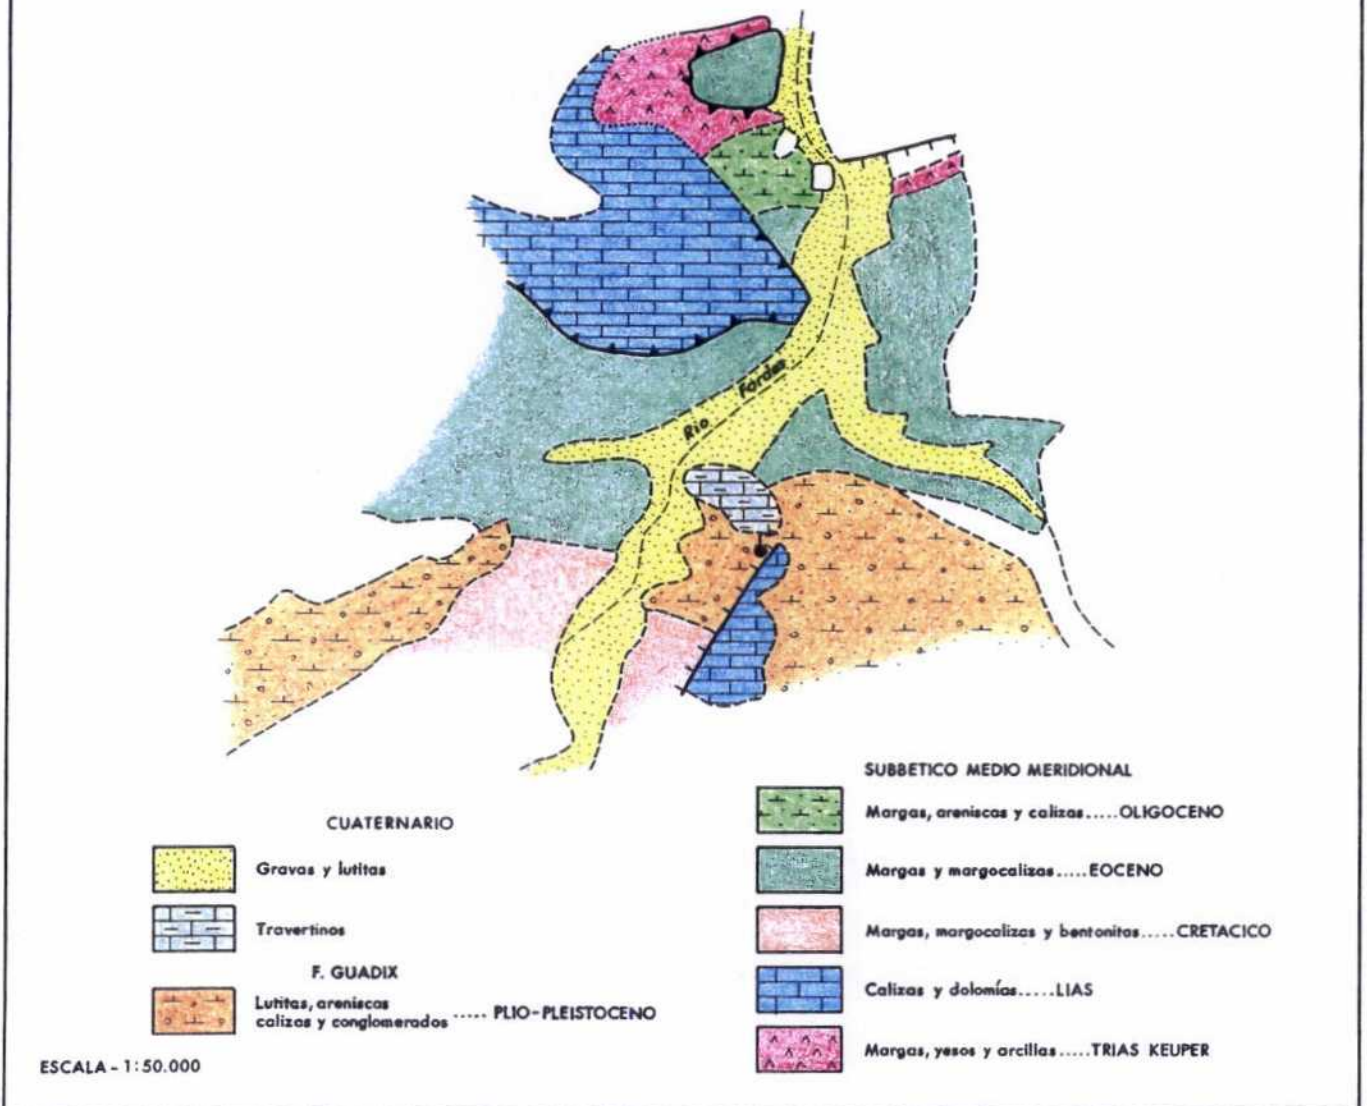 Río Fardes
CUATERNARIO
Gravas y lutitas
Travertinos
F. GUADIX
Lutitas, areniscas
calizas y conglomerados ..... PLIO-PLEISTOCENO
ESCALA - 1:50.000
SUBBETICO MEDIO MERIDIONAL
Margas, areniscas y calizas.....OLIGOCENO
Margas y margocalizas.....EOCENO
Margas, margocalizas y bentonitas.....CRETACICO
Calizas y dolomías.....LIAS
Margas, yesos y arcillas.....TRIAS KEUPER